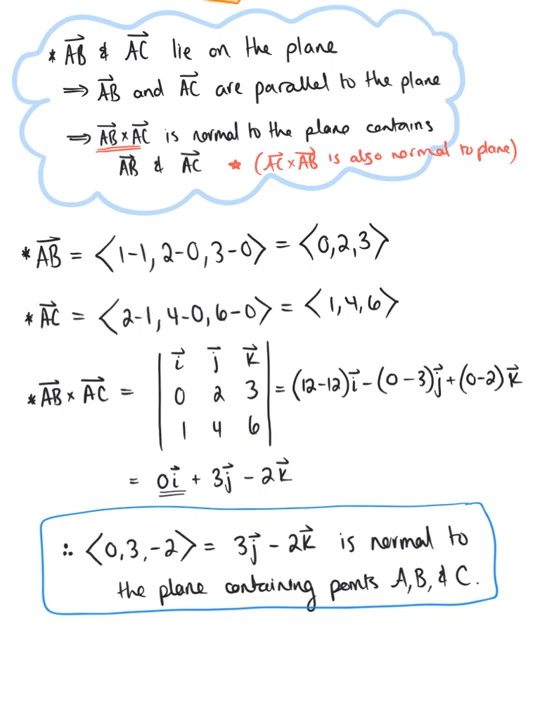 * AB⃗ & AC⃗ lie on the plane
⟹ AB⃗ and AC⃗ are parallel to the plane
⟹ AB⃗ × AC⃗ is normal to the plane contains
AB⃗ & AC⃗ * (AC⃗ × AB⃗ is also normal to plane)
* AB⃗ = ⟨1-1, 2-0, 3-0⟩ = ⟨0, 2, 3⟩
* AC⃗ = ⟨2-1, 4-0, 6-0⟩ = ⟨1, 4, 6⟩
* AB⃗ × AC⃗ = | i⃗ j⃗ k⃗ |
| 0 2 3 | = (12-12)i⃗ - (0-3)j⃗ + (0-2)k⃗
| 1 4 6 |
= 0i⃗ + 3j⃗ - 2k⃗
∴ ⟨0, 3, -2⟩ = 3j⃗ - 2k⃗ is normal to
the plane containing points A, B, & C.